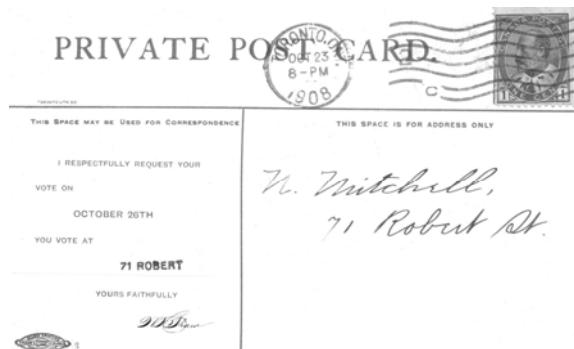 PRIVATE POST CARD.
TORONTO, O
OCT 23
8-PM
1908
C
THIS SPACE MAY BE USED FOR CORRESPONDENCE
THIS SPACE IS FOR ADDRESS ONLY
I RESPECTFULLY REQUEST YOUR
VOTE ON
OCTOBER 26TH
YOU VOTE AT
71 ROBERT
YOURS FAITHFULLY
N. Mitchell,
71 Robert St.